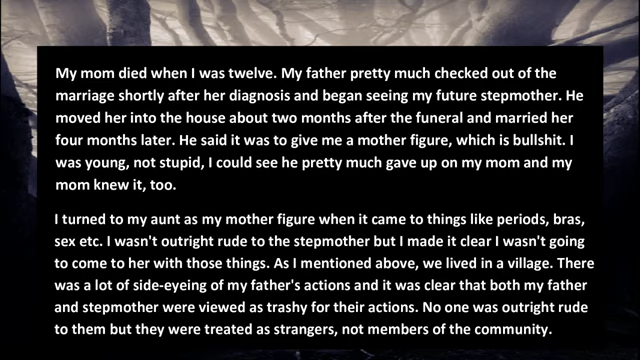 My mom died when I was twelve. My father pretty much checked out of the
marriage shortly after her diagnosis and began seeing my future stepmother. He
moved her into the house about two months after the funeral and married her
four months later. He said it was to give me a mother figure, which is bullshit. I
was young, not stupid, I could see he pretty much gave up on my mom and my
mom knew it, too.
I turned to my aunt as my mother figure when it came to things like periods, bras,
sex etc. I wasn't outright rude to the stepmother but I made it clear I wasn't going
to come to her with those things. As I mentioned above, we lived in a village. There
was a lot of side-eyeing of my father's actions and it was clear that both my father
and stepmother were viewed as trashy for their actions. No one was outright rude
to them but they were treated as strangers, not members of the community.